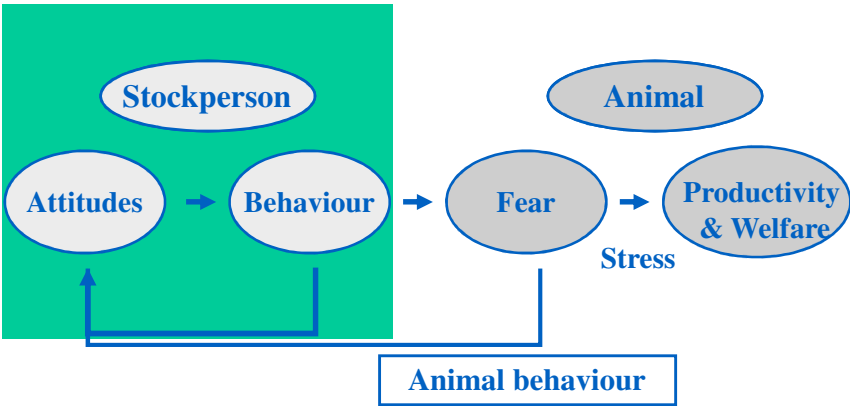 Stockperson
Animal
Attitudes
Behaviour
Fear
Productivity
& Welfare
Stress
Animal behaviour